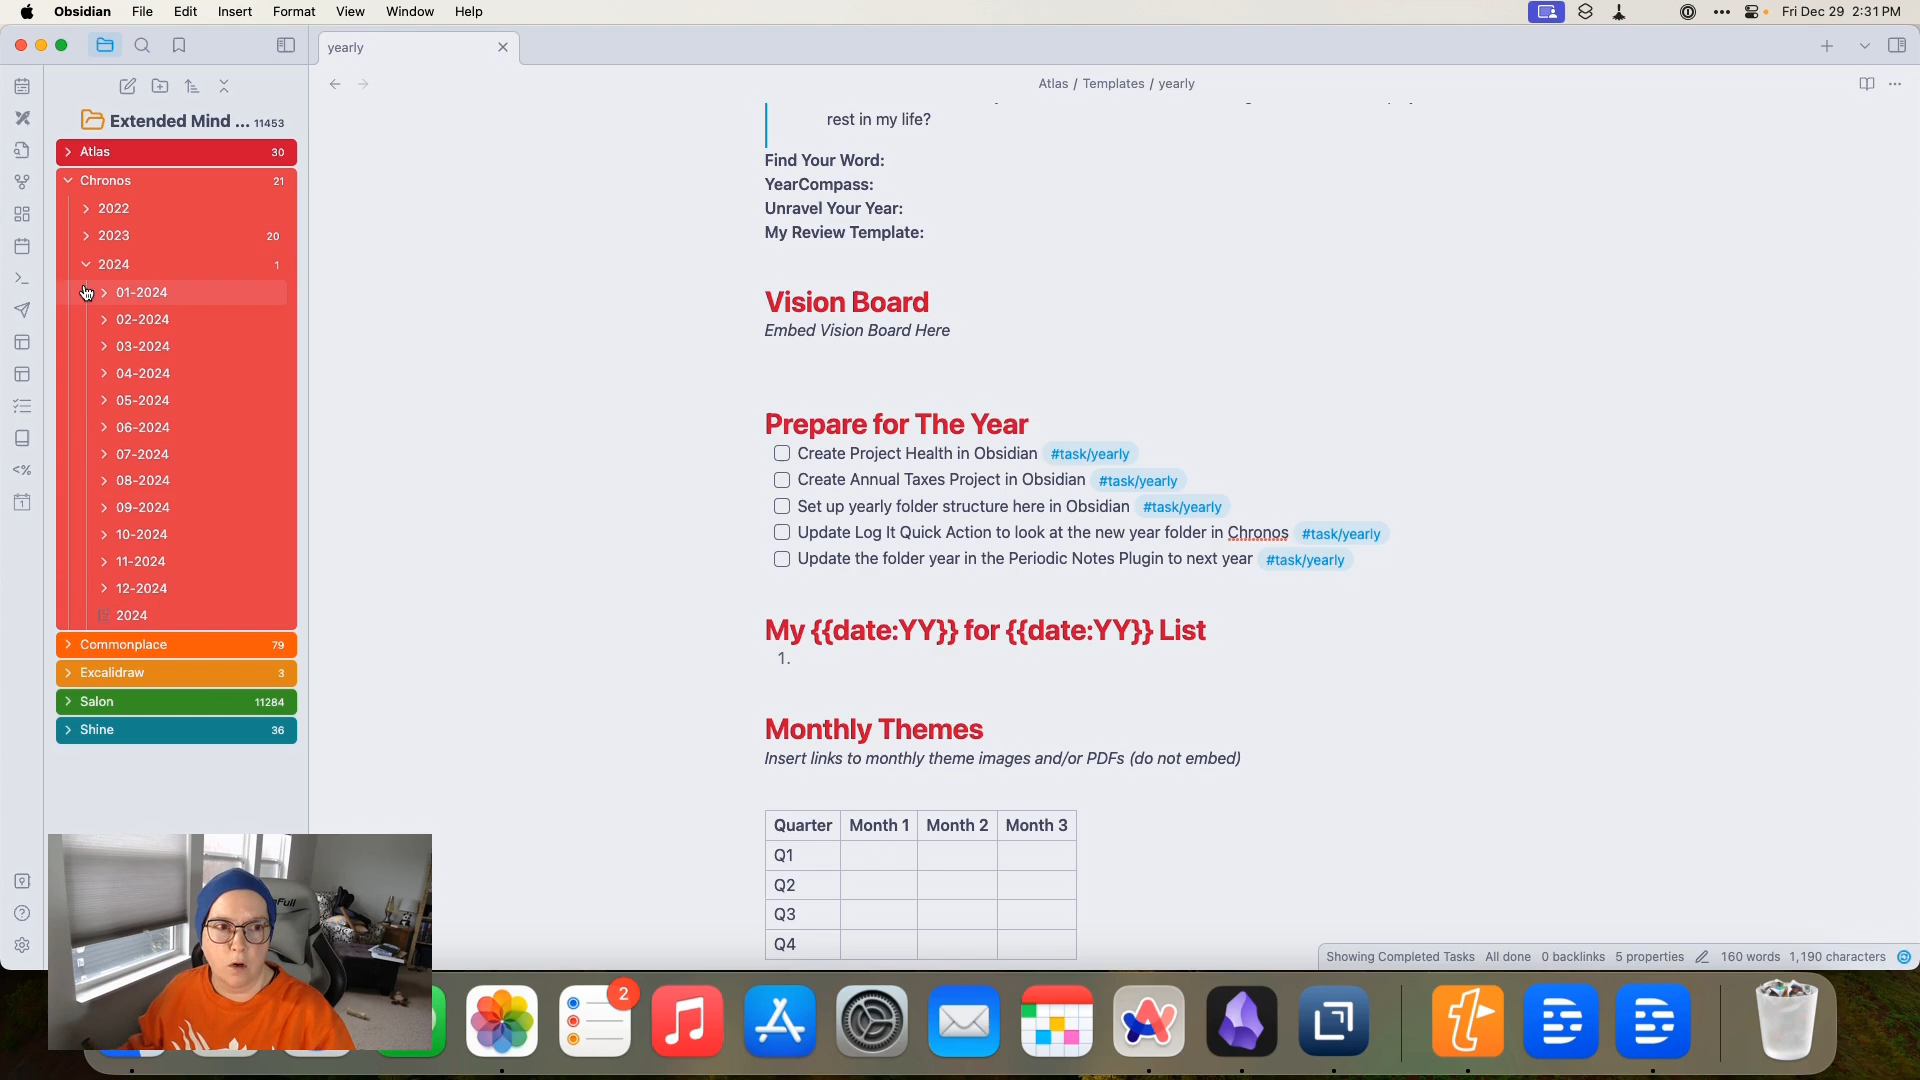 Obsidian File Edit Insert Format View Window Help
Fri Dec 29 2:31 PM
yearly
Atlas / Templates / yearly
Extended Mind ... 11453
Atlas 30
Chronos 21
2022
2023 20
2024 1
01-2024
02-2024
03-2024
04-2024
05-2024
06-2024
07-2024
08-2024
09-2024
10-2024
11-2024
12-2024
2024
Commonplace 79
Excalidraw 3
Salon 11284
Shine 36
rest in my life?
Find Your Word:
YearCompass:
Unravel Your Year:
My Review Template:
Vision Board
Embed Vision Board Here
Prepare for The Year
Create Project Health in Obsidian #task/yearly
Create Annual Taxes Project in Obsidian #task/yearly
Set up yearly folder structure here in Obsidian #task/yearly
Update Log It Quick Action to look at the new year folder in Chronos #task/yearly
Update the folder year in the Periodic Notes Plugin to next year #task/yearly
My {{date:YY}} for {{date:YY}} List
1.
Monthly Themes
Insert links to monthly theme images and/or PDFs (do not embed)
Quarter Month 1 Month 2 Month 3
Q1
Q2
Q3
Q4
Showing Completed Tasks All done 0 backlinks 5 properties 160 words 1,190 characters
2